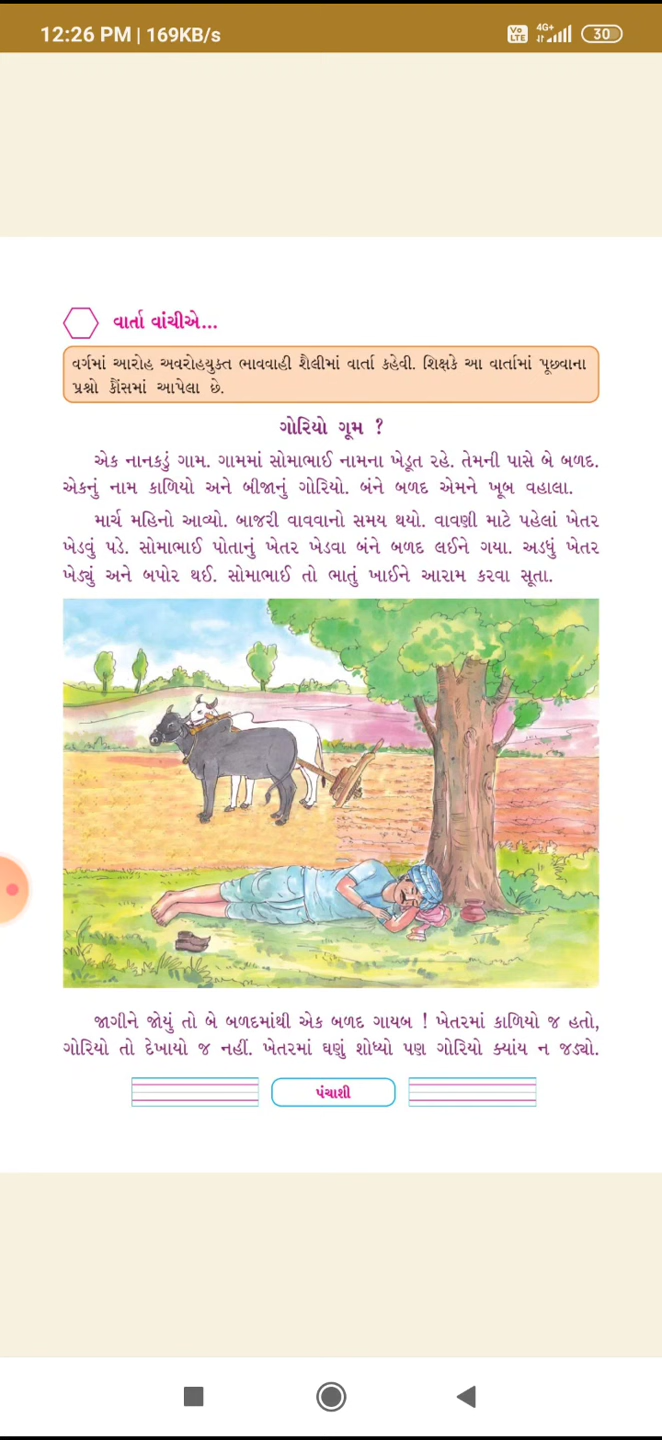 12:26 PM | 169KB/s
Vo LTE 4G+ 30
વાર્તા વાંચીએ...
વર્ગમાં આરોહ અવરોહયુક્ત ભાવવાહી શૈલીમાં વાર્તા કહેવી. શિક્ષકે આ વાર્તામાં પૂછવાના
પ્રશ્નો કૌંસમાં આપેલા છે.
ગોરિયો ગૂમ ?
એક નાનકડું ગામ. ગામમાં સોમાભાઈ નામના ખેડૂત રહે. તેમની પાસે બે બળદ.
એકનું નામ કાળિયો અને બીજાનું ગોરિયો. બંને બળદ એમને ખૂબ વહાલા.
માર્ચ મહિનો આવ્યો. બાજરી વાવવાનો સમય થયો. વાવણી માટે પહેલાં ખેતર
ખેડવું પડે. સોમાભાઈ પોતાનું ખેતર ખેડવા બંને બળદ લઈને ગયા. અડધું ખેતર
ખેડ્યું અને બપોર થઈ. સોમાભાઈ તો ભાતું ખાઈને આરામ કરવા સૂતા.
જાગીને જોયું તો બે બળદમાંથી એક બળદ ગાયબ ! ખેતરમાં કાળિયો જ હતો,
ગોરિયો તો દેખાયો જ નહીં. ખેતરમાં ઘણું શોધ્યો પણ ગોરિયો ક્યાંય ન જડ્યો.
પંચાશી